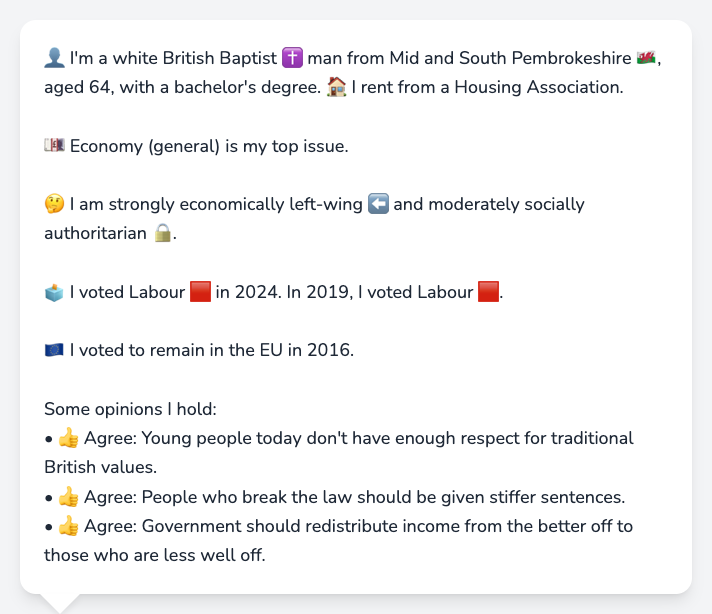 👤 I'm a white British Baptist ✝️ man from Mid and South Pembrokeshire 🏴󠁧󠁢󠁷󠁬󠁳󠁿,
aged 64, with a bachelor's degree. 🏠 I rent from a Housing Association.
💷 Economy (general) is my top issue.
🤔 I am strongly economically left-wing ⬅️ and moderately socially
authoritarian 🔒.
🗳️ I voted Labour 🟥 in 2024. In 2019, I voted Labour 🟥.
🇪🇺 I voted to remain in the EU in 2016.
Some opinions I hold:
• 👍 Agree: Young people today don't have enough respect for traditional
British values.
• 👍 Agree: People who break the law should be given stiffer sentences.
• 👍 Agree: Government should redistribute income from the better off to
those who are less well off.